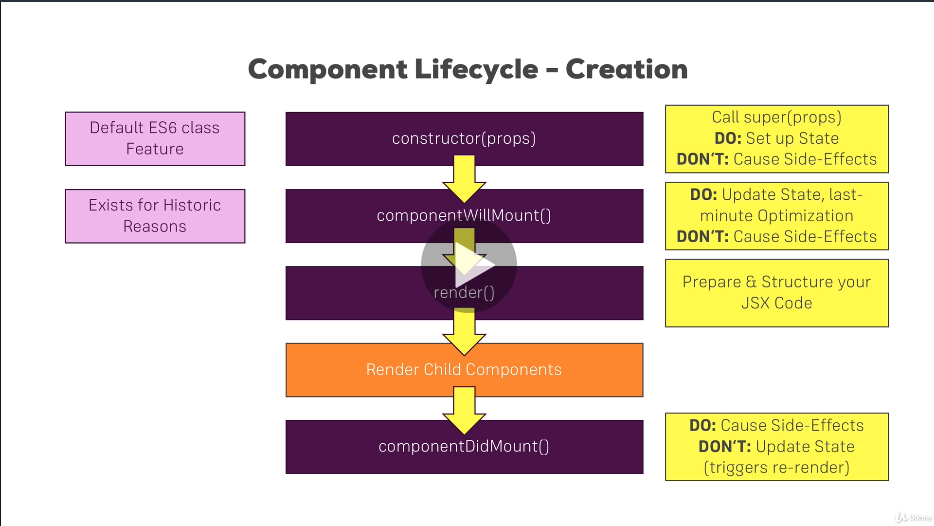 Component Lifecycle – Creation
Default ES6 class
Feature
constructor(props)
Call super(props)
DO: Set up State
DON'T: Cause Side-Effects
Exists for Historic
Reasons
componentWillMount()
DO: Update State, last-
minute Optimization
DON'T: Cause Side-Effects
render()
Prepare & Structure your
JSX Code
Render Child Components
componentDidMount()
DO: Cause Side-Effects
DON'T: Update State
(triggers re-render)
Udemy